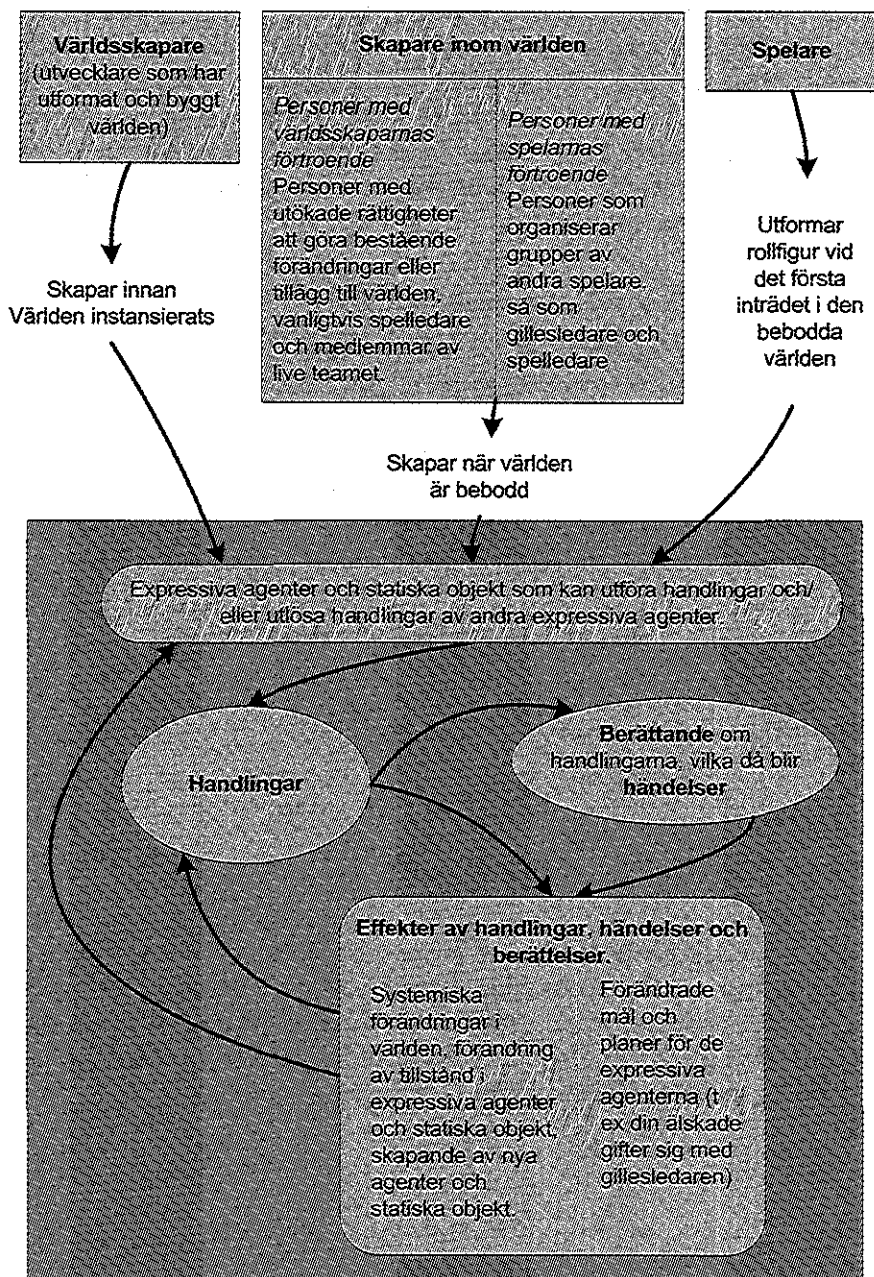 Världsskapare
(utvecklare som har
utformat och byggt
världen)
Skapare inom världen
Personer med
världsskaparnas
förtroende
Personer med
utökade rättigheter
att göra bestående
förändringar eller
tillägg till världen,
vanligtvis spelledare
och medlemmar av
live teamet.
Personer med
spelarnas
förtroende
Personer som
organiserar
grupper av
andra spelare,
så som
gillesledare och
spelledare
Spelare
Skapar innan
Världen instansierats
Skapar när världen
är bebodd
Utformar
rollfigur vid
det första
inträdet i den
bebodda
världen
Expressiva agenter och statiska objekt som kan utföra handlingar och/
eller utlösa handlingar av andra expressiva agenter.
Handlingar
Berättande om
handlingarna, vilka då blir
händelser
Effekter av handlingar, händelser och
berättelser.
Systemiska
förändringar i
världen, förändring
av tillstånd i
expressiva agenter
och statiska objekt,
skapande av nya
agenter och
statiska objekt.
Förändrade
mål och
planer för de
expressiva
agenterna (t
ex din älskade
gifter sig med
gillesledaren)